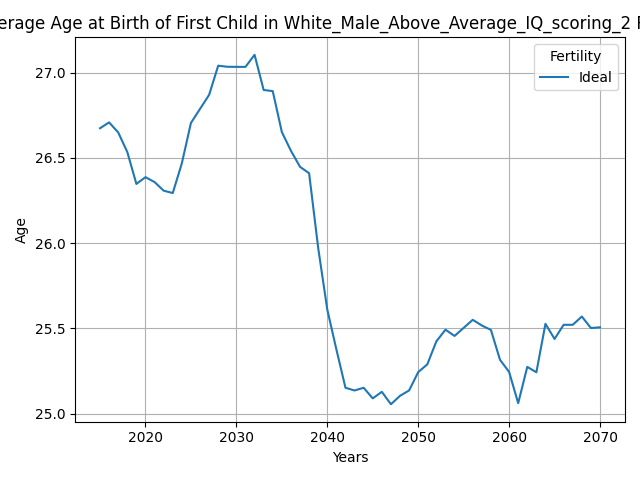 erage Age at Birth of First Child in White_Male_Above_Average_IQ_scoring_2
Fertility
Ideal
27.0
26.5
26.0
25.5
25.0
Age
2020 2030 2040 2050 2060 2070
Years